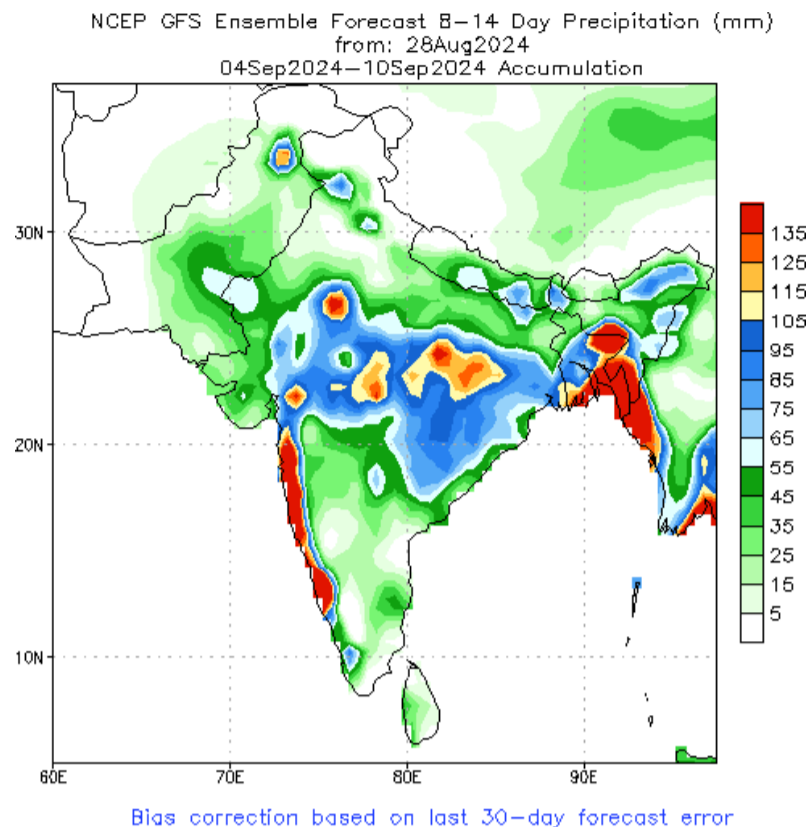 NCEP GFS Ensemble Forecast 8-14 Day Precipitation (mm)
from: 28Aug2024
04Sep2024-10Sep2024 Accumulation
30N
20N
10N
60E
70E
80E
90E
135
125
115
105
95
85
75
65
55
45
35
25
15
5
Bias correction based on last 30-day forecast error